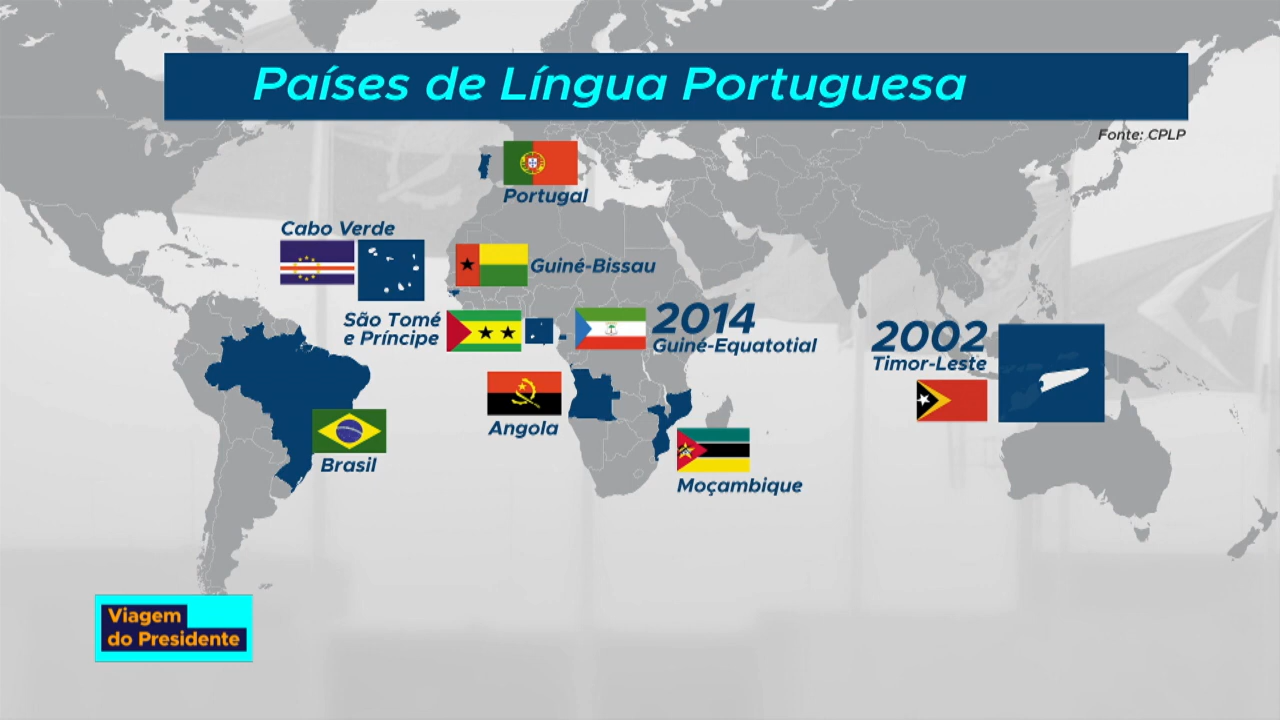 Países de Língua Portuguesa
Fonte: CPLP
Portugal
Cabo Verde
Guiné-Bissau
São Tomé
e Príncipe
2014
Guiné-Equatotial
2002
Timor-Leste
Angola
Brasil
Moçambique
Viagem
do Presidente